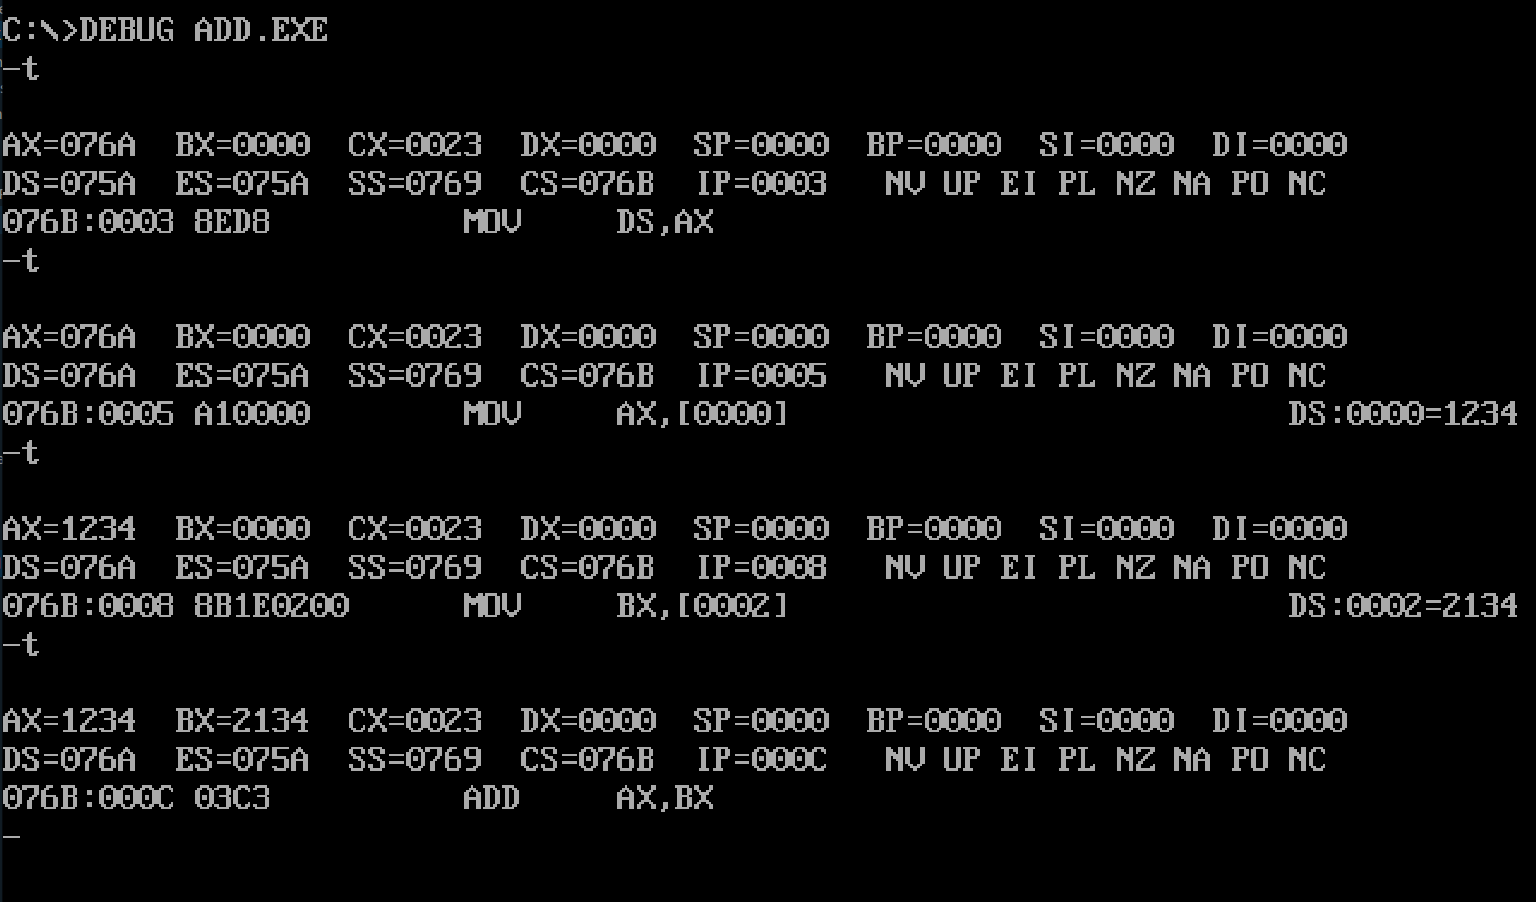 C:\>DEBUG ADD.EXE
-t
AX=076A  BX=0000  CX=0023  DX=0000  SP=0000  BP=0000  SI=0000  DI=0000
DS=075A  ES=075A  SS=0769  CS=076B  IP=0003   NV UP EI PL NZ NA PO NC
076B:0003 8ED8          MOV     DS,AX
-t
AX=076A  BX=0000  CX=0023  DX=0000  SP=0000  BP=0000  SI=0000  DI=0000
DS=076A  ES=075A  SS=0769  CS=076B  IP=0005   NV UP EI PL NZ NA PO NC
076B:0005 A10000        MOV     AX,[0000]                          DS:0000=1234
-t
AX=1234  BX=0000  CX=0023  DX=0000  SP=0000  BP=0000  SI=0000  DI=0000
DS=076A  ES=075A  SS=0769  CS=076B  IP=0008   NV UP EI PL NZ NA PO NC
076B:0008 8B1E0200      MOV     BX,[0002]                          DS:0002=2134
-t
AX=1234  BX=2134  CX=0023  DX=0000  SP=0000  BP=0000  SI=0000  DI=0000
DS=076A  ES=075A  SS=0769  CS=076B  IP=000C   NV UP EI PL NZ NA PO NC
076B:000C 03C3          ADD     AX,BX
-